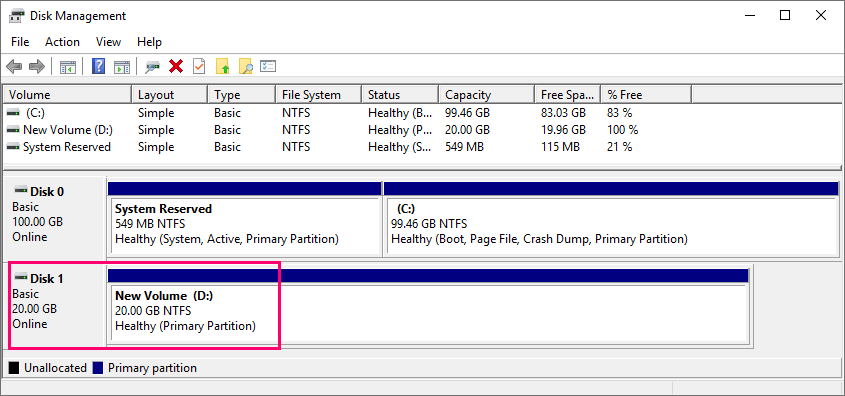 Disk Management
File Action View Help
Volume Layout Type File System Status Capacity Free Spa... % Free
(C:) Simple Basic NTFS Healthy (B... 99.46 GB 83.03 GB 83 %
New Volume (D:) Simple Basic NTFS Healthy (P... 20.00 GB 19.96 GB 100 %
System Reserved Simple Basic NTFS Healthy (S... 549 MB 115 MB 21 %
Disk 0
Basic
100.00 GB
Online
System Reserved
549 MB NTFS
Healthy (System, Active, Primary Partition)
(C:)
99.46 GB NTFS
Healthy (Boot, Page File, Crash Dump, Primary Partition)
Disk 1
Basic
20.00 GB
Online
New Volume (D:)
20.00 GB NTFS
Healthy (Primary Partition)
Unallocated Primary partition